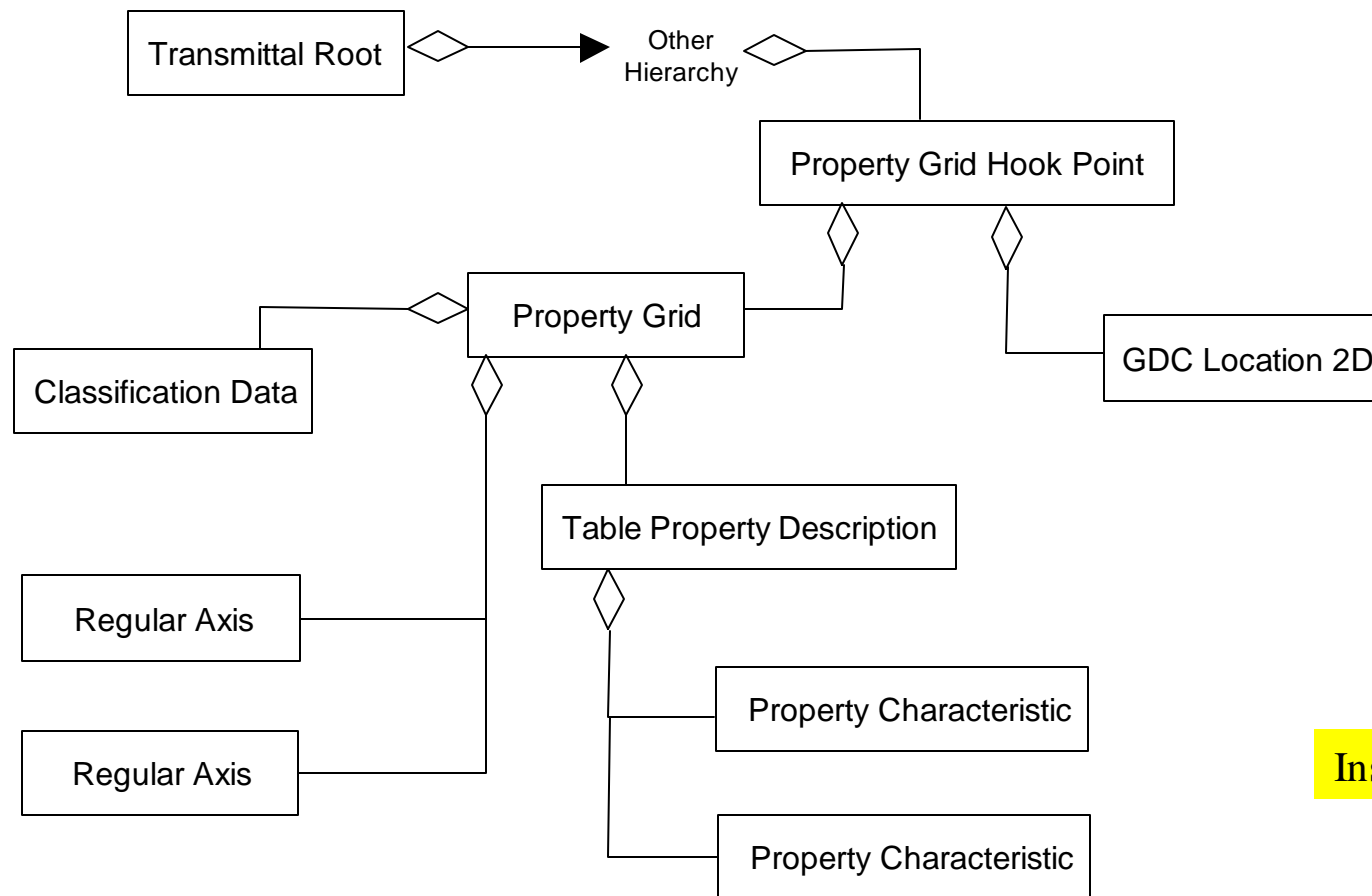 Transmittal Root
Other
Hierarchy
Property Grid Hook Point
Property Grid
GDC Location 2D
Classification Data
Table Property Description
Regular Axis
Property Characteristic
Regular Axis
Property Characteristic